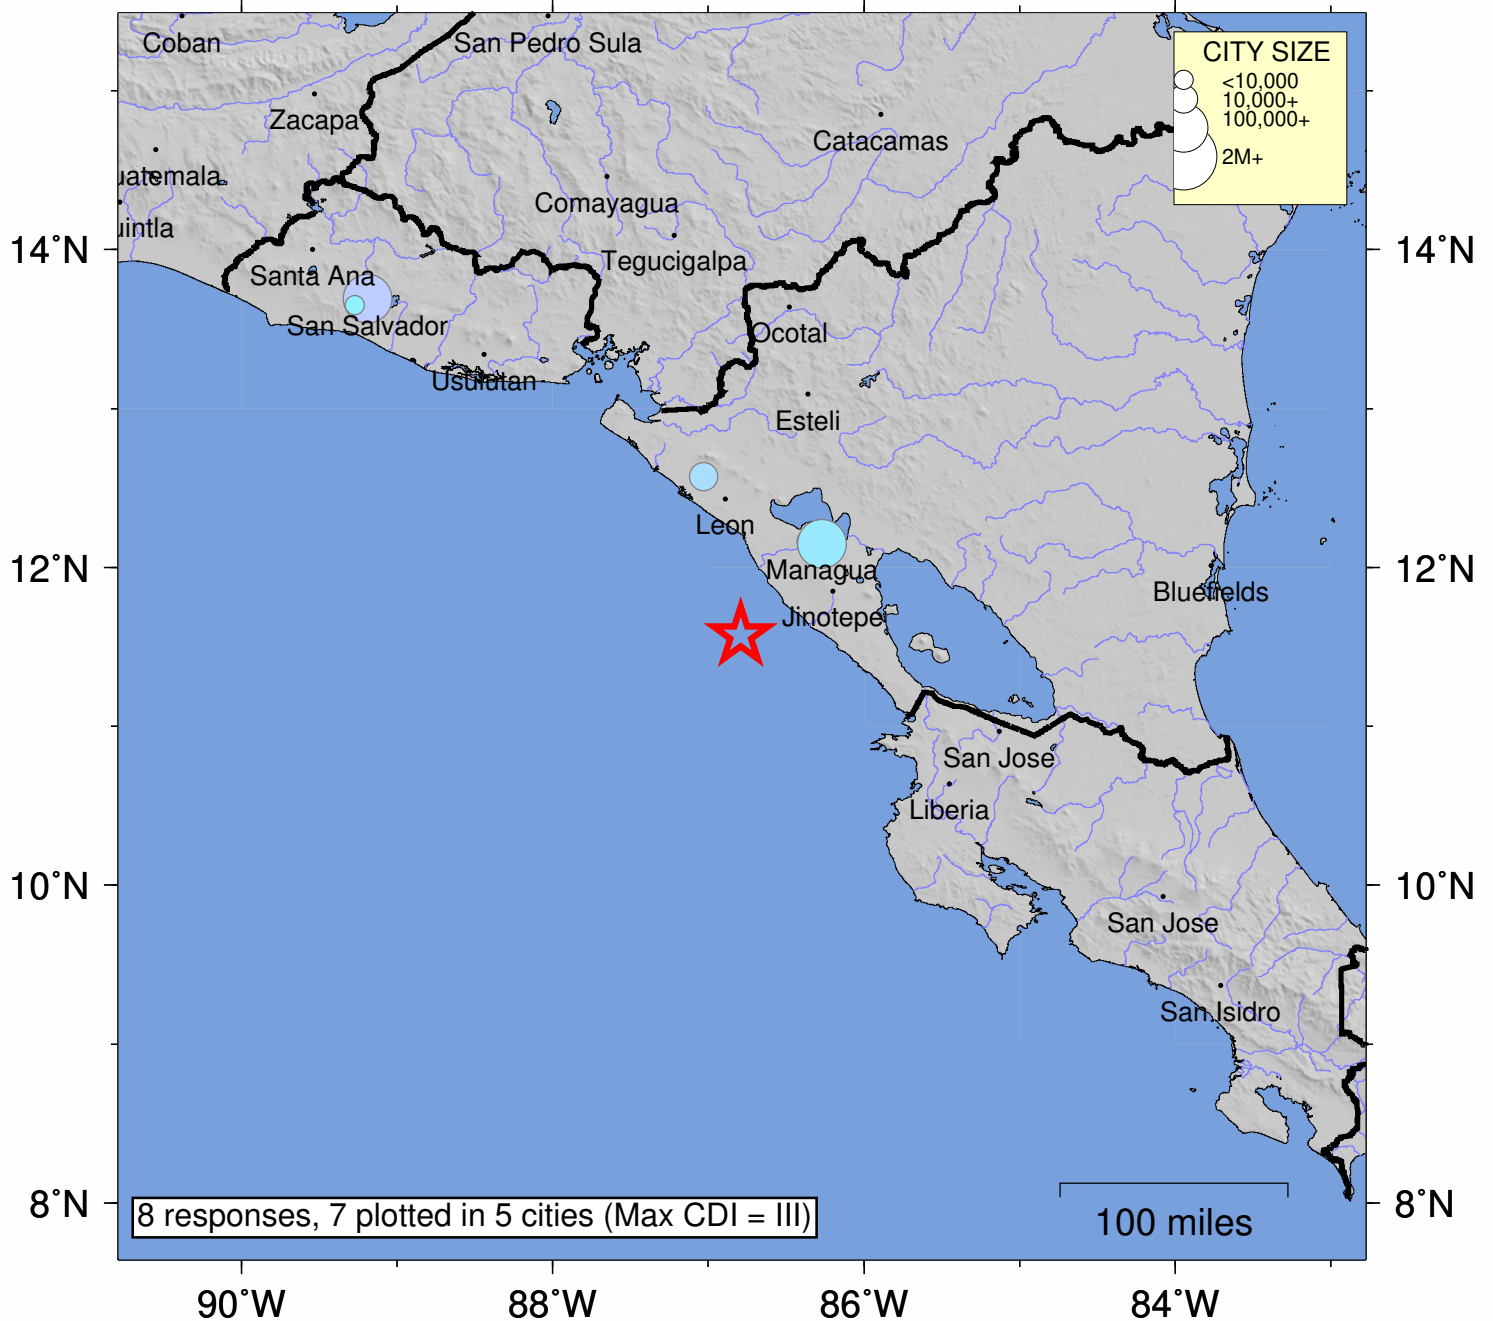 Coban
San Pedro Sula
CITY SIZE
<10,000
10,000+
100,000+
2M+
Zacapa
Catacamas
uatemala
Comayagua
uintla
14°N
14°N
Tegucigalpa
Santa Ana
San Salvador
Ocotal
Usulutan
Esteli
Leon
12°N
12°N
Managua
Bluefields
Jinotepe
San Jose
Liberia
10°N
10°N
San Jose
San Isidro
8°N
8°N
8 responses, 7 plotted in 5 cities (Max CDI = III)
100 miles
90°W
88°W
86°W
84°W